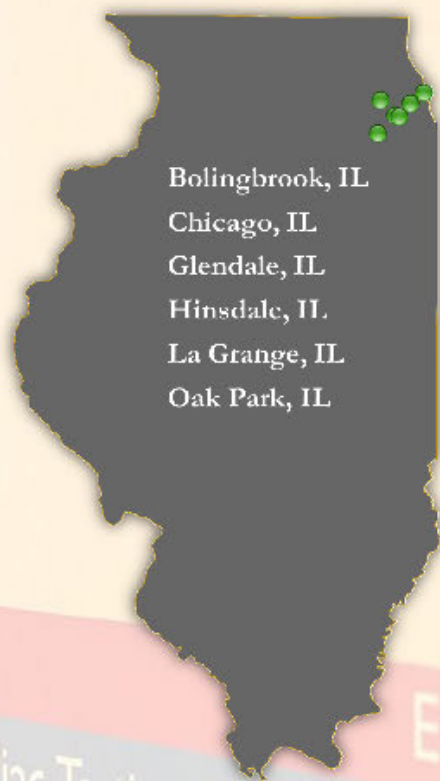 Bolingbrook, IL
Chicago, IL
Glendale, IL
Hinsdale, IL
La Grange, IL
Oak Park, IL
E